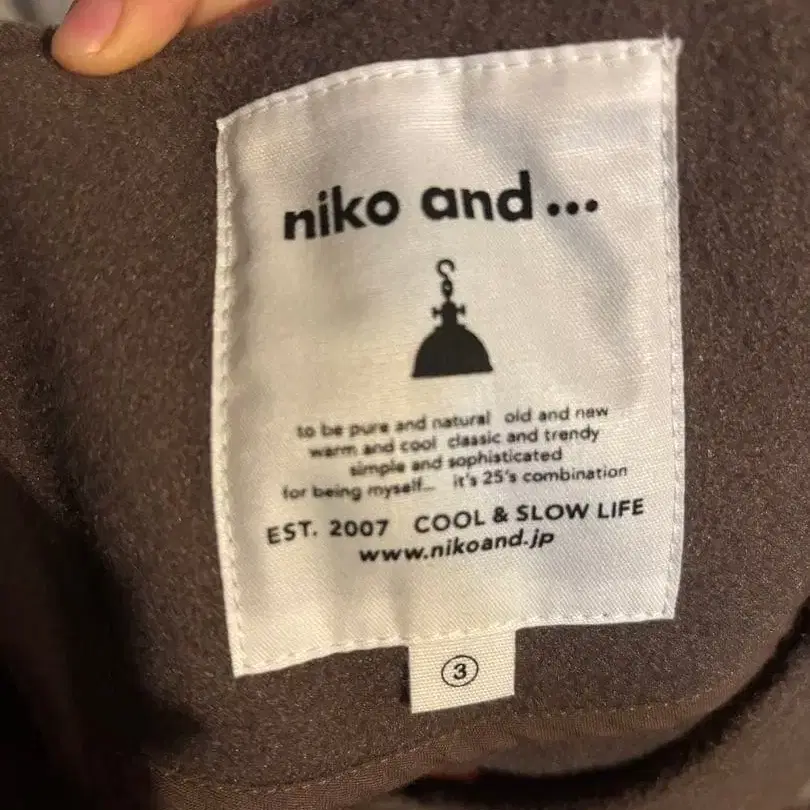 niko and...
to be pure and natural old and new
warm and cool classic and trendy
simple and sophisticated
for being myself... it's 25's combination
EST. 2007 COOL & SLOW LIFE
www.nikoand.jp
③